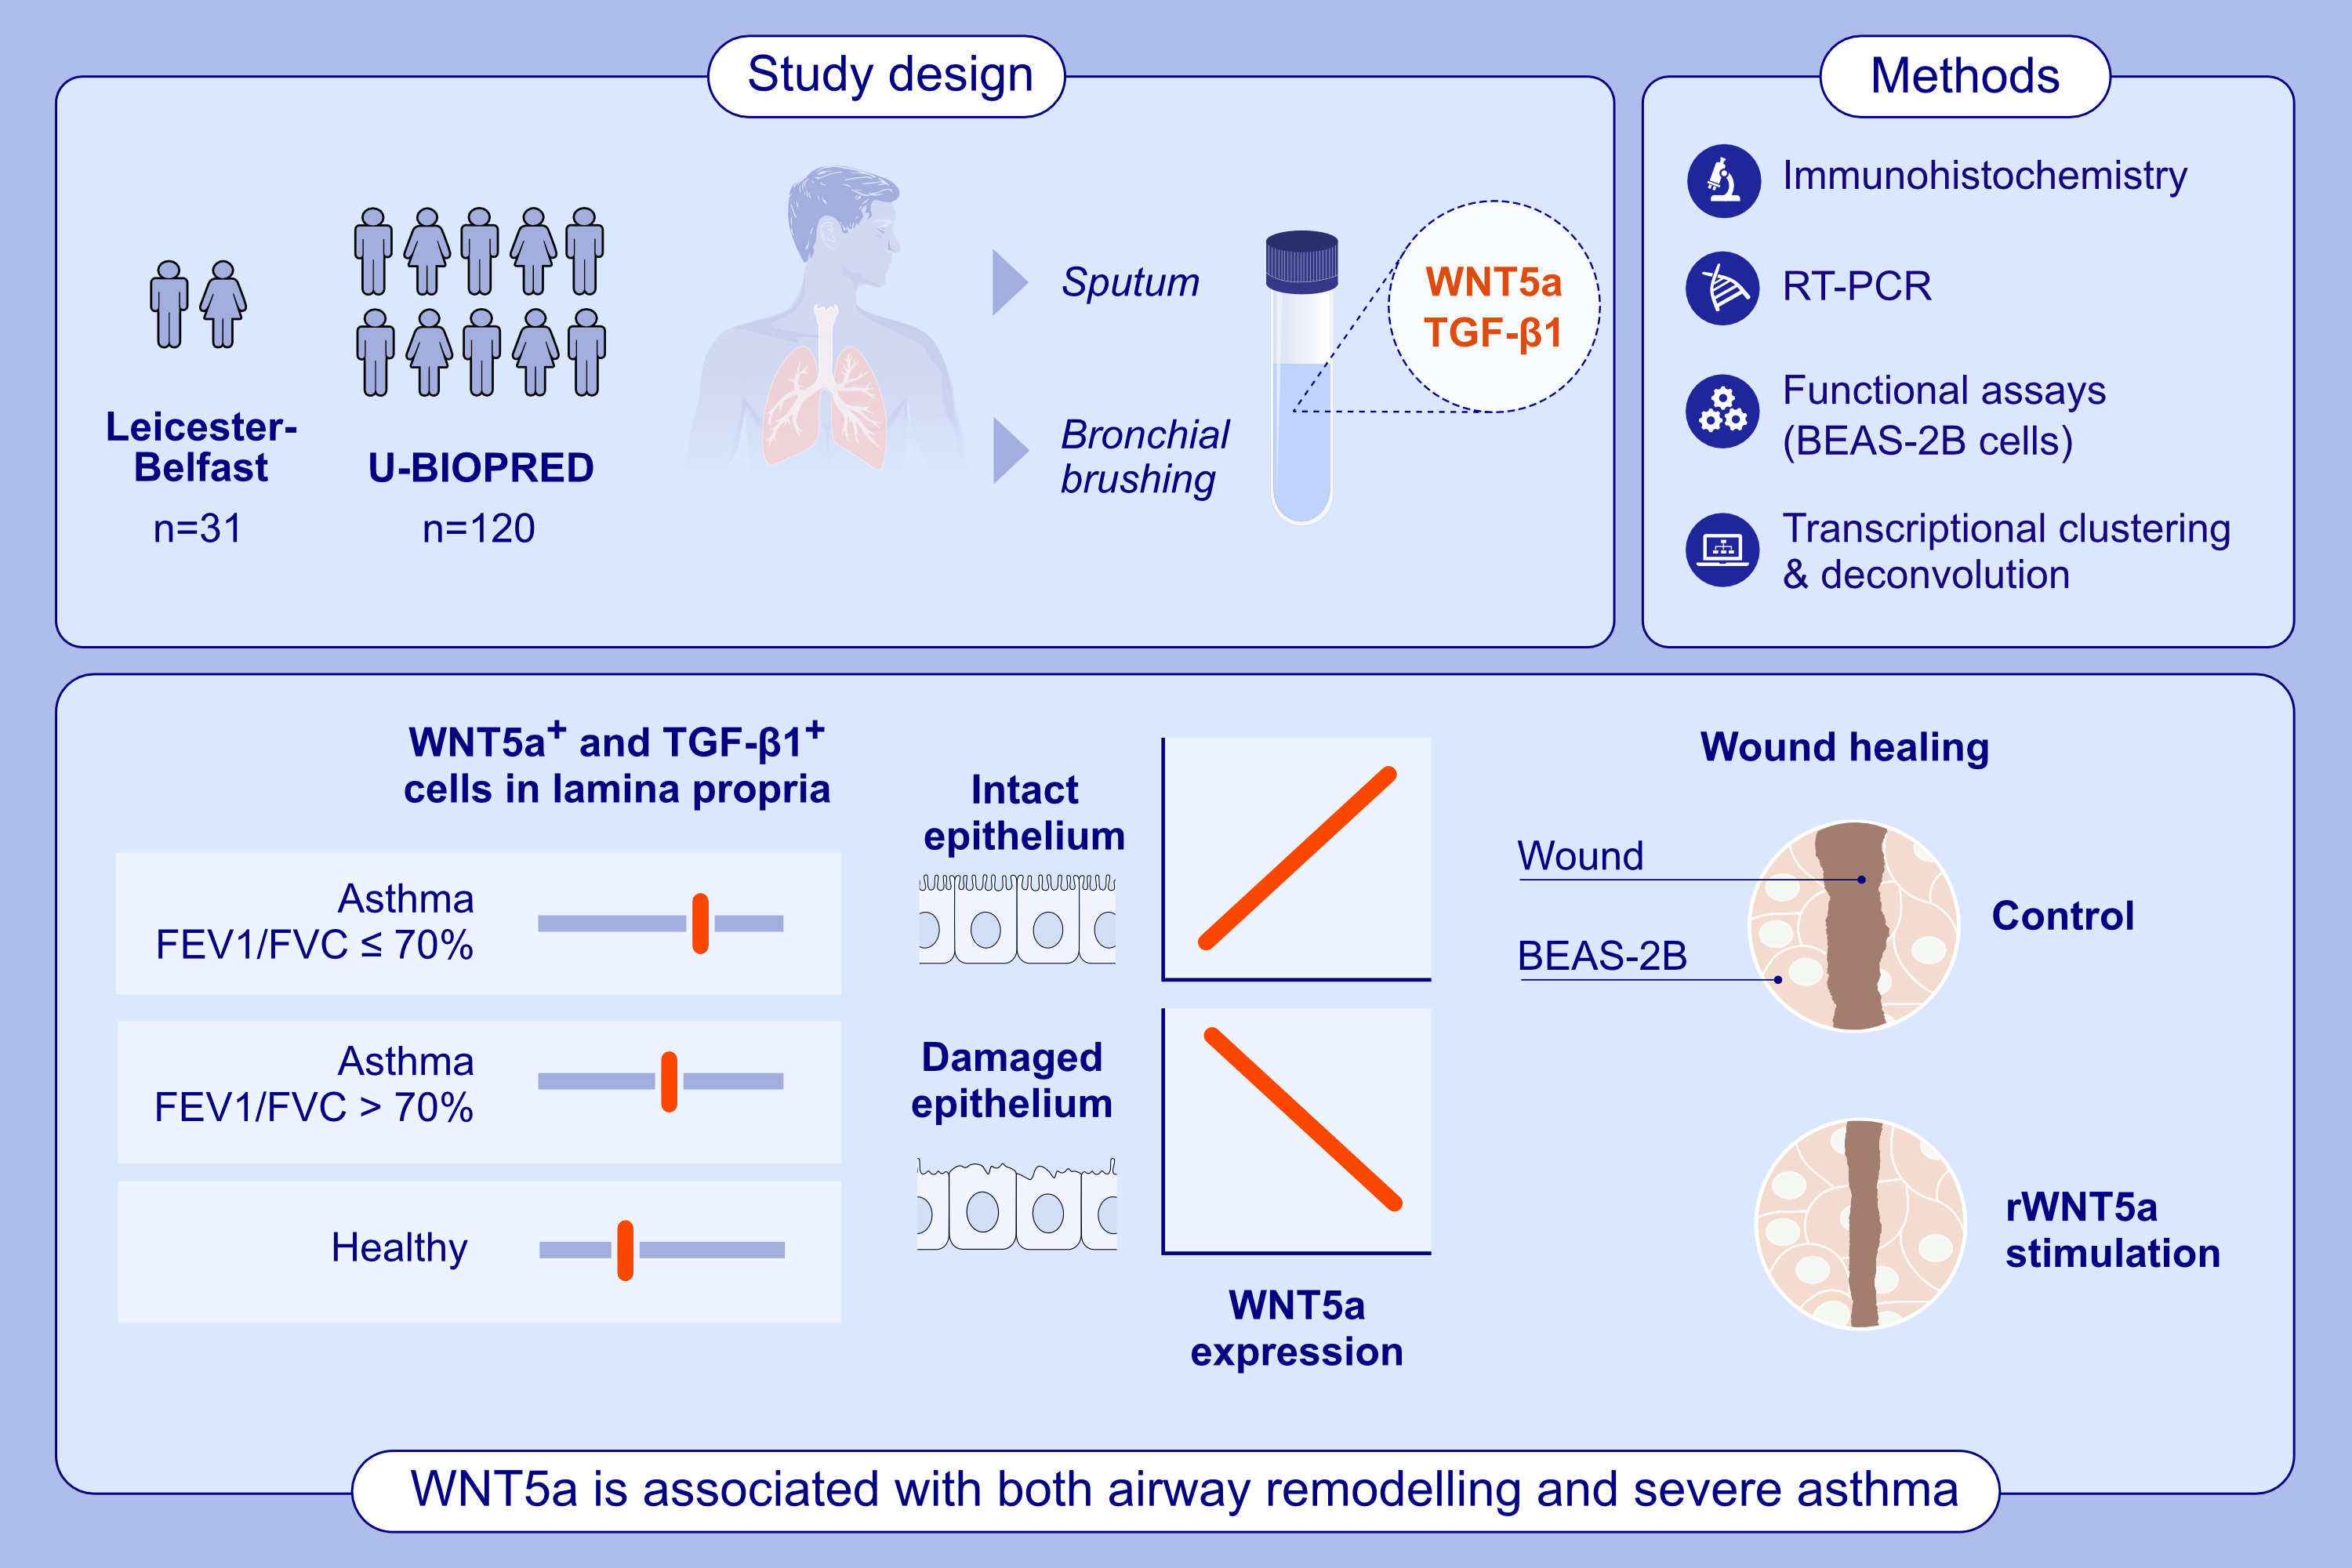 Study design
Leicester-
Belfast
n=31
U-BIOPRED
n=120
Sputum
Bronchial
brushing
WNT5a
TGF-β1
Methods
Immunohistochemistry
RT-PCR
Functional assays
(BEAS-2B cells)
Transcriptional clustering
& deconvolution
WNT5a⁺ and TGF-β1⁺
cells in lamina propria
Asthma
FEV1/FVC ≤ 70%
Asthma
FEV1/FVC > 70%
Healthy
Intact
epithelium
Damaged
epithelium
WNT5a
expression
Wound healing
Wound
BEAS-2B
Control
rWNT5a
stimulation
WNT5a is associated with both airway remodelling and severe asthma